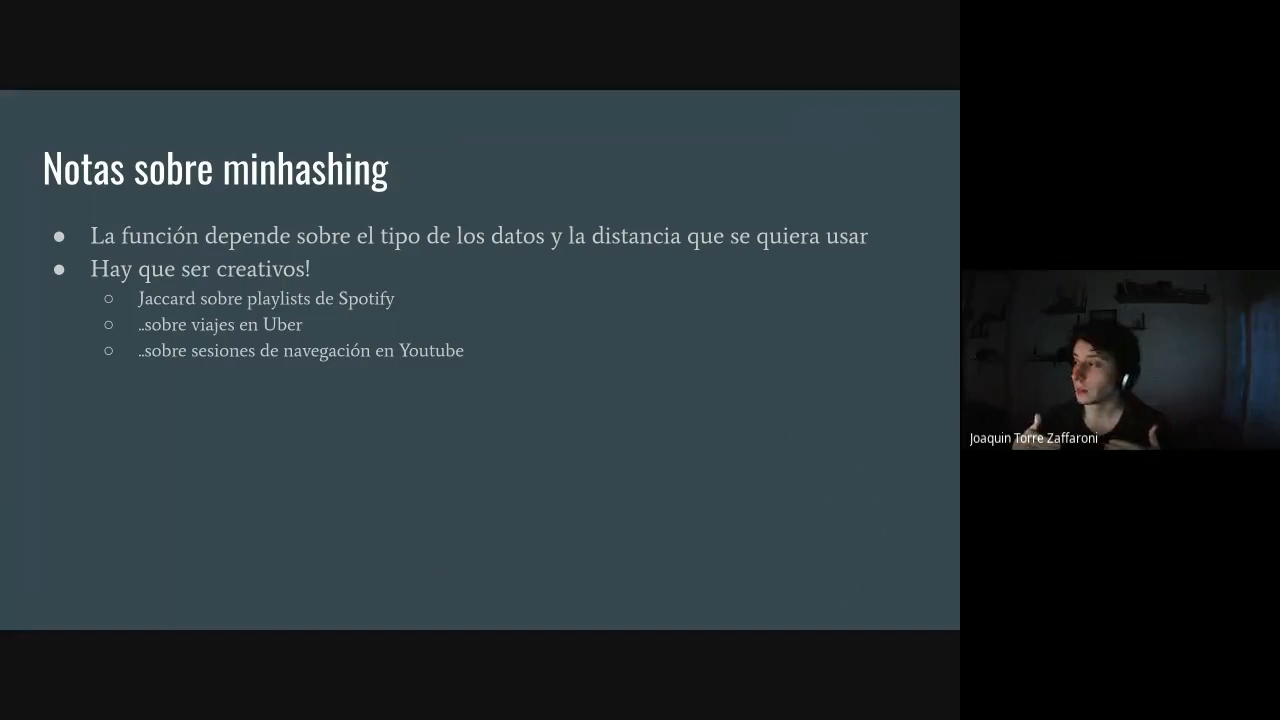 Notas sobre minhashing
● La función depende sobre el tipo de los datos y la distancia que se quiera usar
● Hay que ser creativos!
○ Jaccard sobre playlists de Spotify
○ ..sobre viajes en Uber
○ ..sobre sesiones de navegación en Youtube
Joaquin Torre Zaffaroni